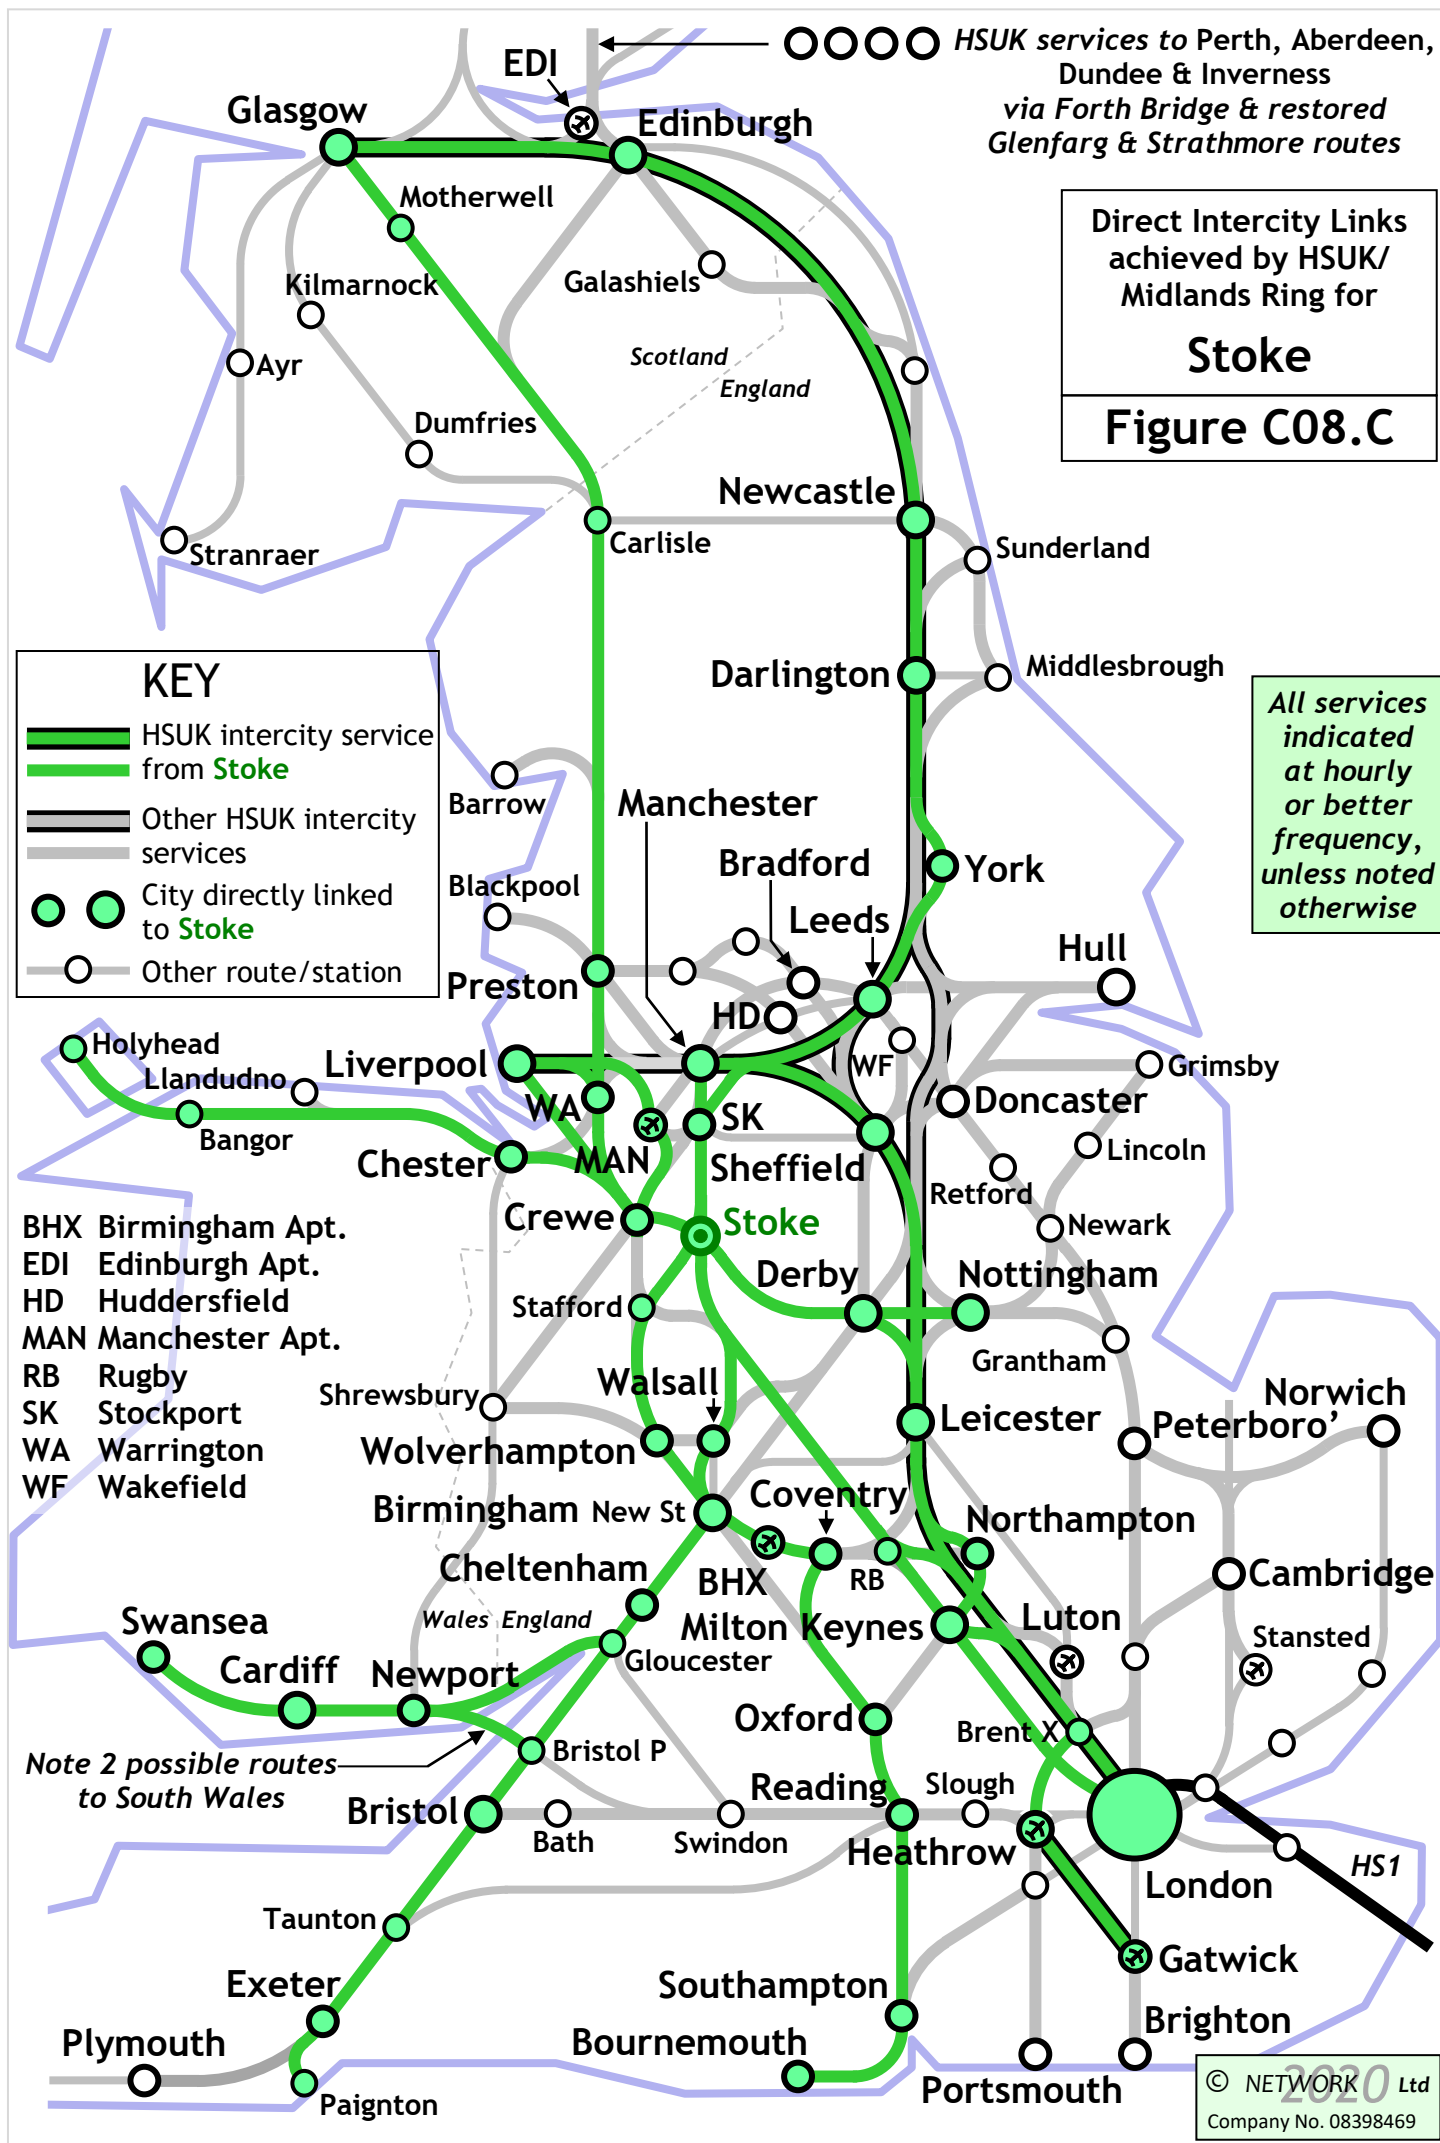 HSUK services to Perth, Aberdeen,
Dundee & Inverness
via Forth Bridge & restored
Glenfarg & Strathmore routes
EDI
Glasgow
Edinburgh
Motherwell
Direct Intercity Links
achieved by HSUK/
Midlands Ring for
Stoke
Figure C08.C
Galashiels
Kilmarnock
Ayr
Scotland
England
Dumfries
Newcastle
Carlisle
Sunderland
Stranraer
Darlington
Middlesbrough
KEY
HSUK intercity service
from Stoke
Other HSUK intercity
services
City directly linked
to Stoke
Other route/station
All services
indicated
at hourly
or better
frequency,
unless noted
otherwise
Barrow
Manchester
Bradford
York
Blackpool
Leeds
Hull
Preston
HD
Holyhead
Llandudno
Liverpool
WF
Grimsby
WA
SK
Doncaster
Bangor
Lincoln
Chester
MAN
Sheffield
Retford
Crewe
Stoke
Newark
BHX Birmingham Apt.
EDI Edinburgh Apt.
HD Huddersfield
MAN Manchester Apt.
RB Rugby
SK Stockport
WA Warrington
WF Wakefield
Derby
Nottingham
Stafford
Grantham
Shrewsbury
Walsall
Norwich
Leicester
Peterboro’
Wolverhampton
Coventry
Birmingham New St
Northampton
Cheltenham
BHX
RB
Cambridge
Swansea
Wales England
Milton Keynes
Luton
Stansted
Cardiff
Newport
Gloucester
Oxford
Brent X
Note 2 possible routes
to South Wales
Bristol P
Reading
Slough
Bristol
Bath
Swindon
Heathrow
HS1
London
Taunton
Gatwick
Exeter
Southampton
Plymouth
Bournemouth
Brighton
Paignton
Portsmouth
© NETWORK 2020 Ltd
Company No. 08398469